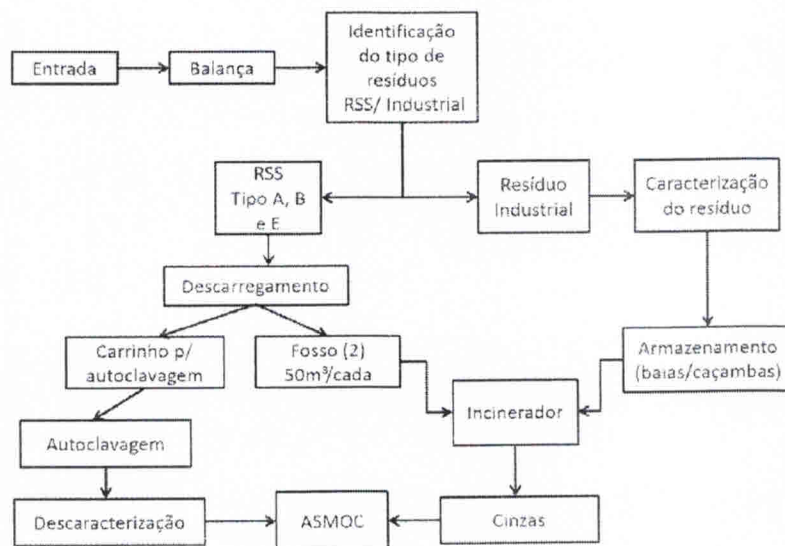 Entrada
Balança
Identificação
do tipo de
resíduos
RSS/ Industrial
RSS
Tipo A, B
e E
Resíduo
Industrial
Caracterização
do resíduo
Descarregamento
Carrinho p/
autoclavagem
Fosso (2)
50m³/cada
Armazenamento
(baias/caçambas)
Incinerador
Autoclavagem
Descaracterização
ASMOC
Cinzas